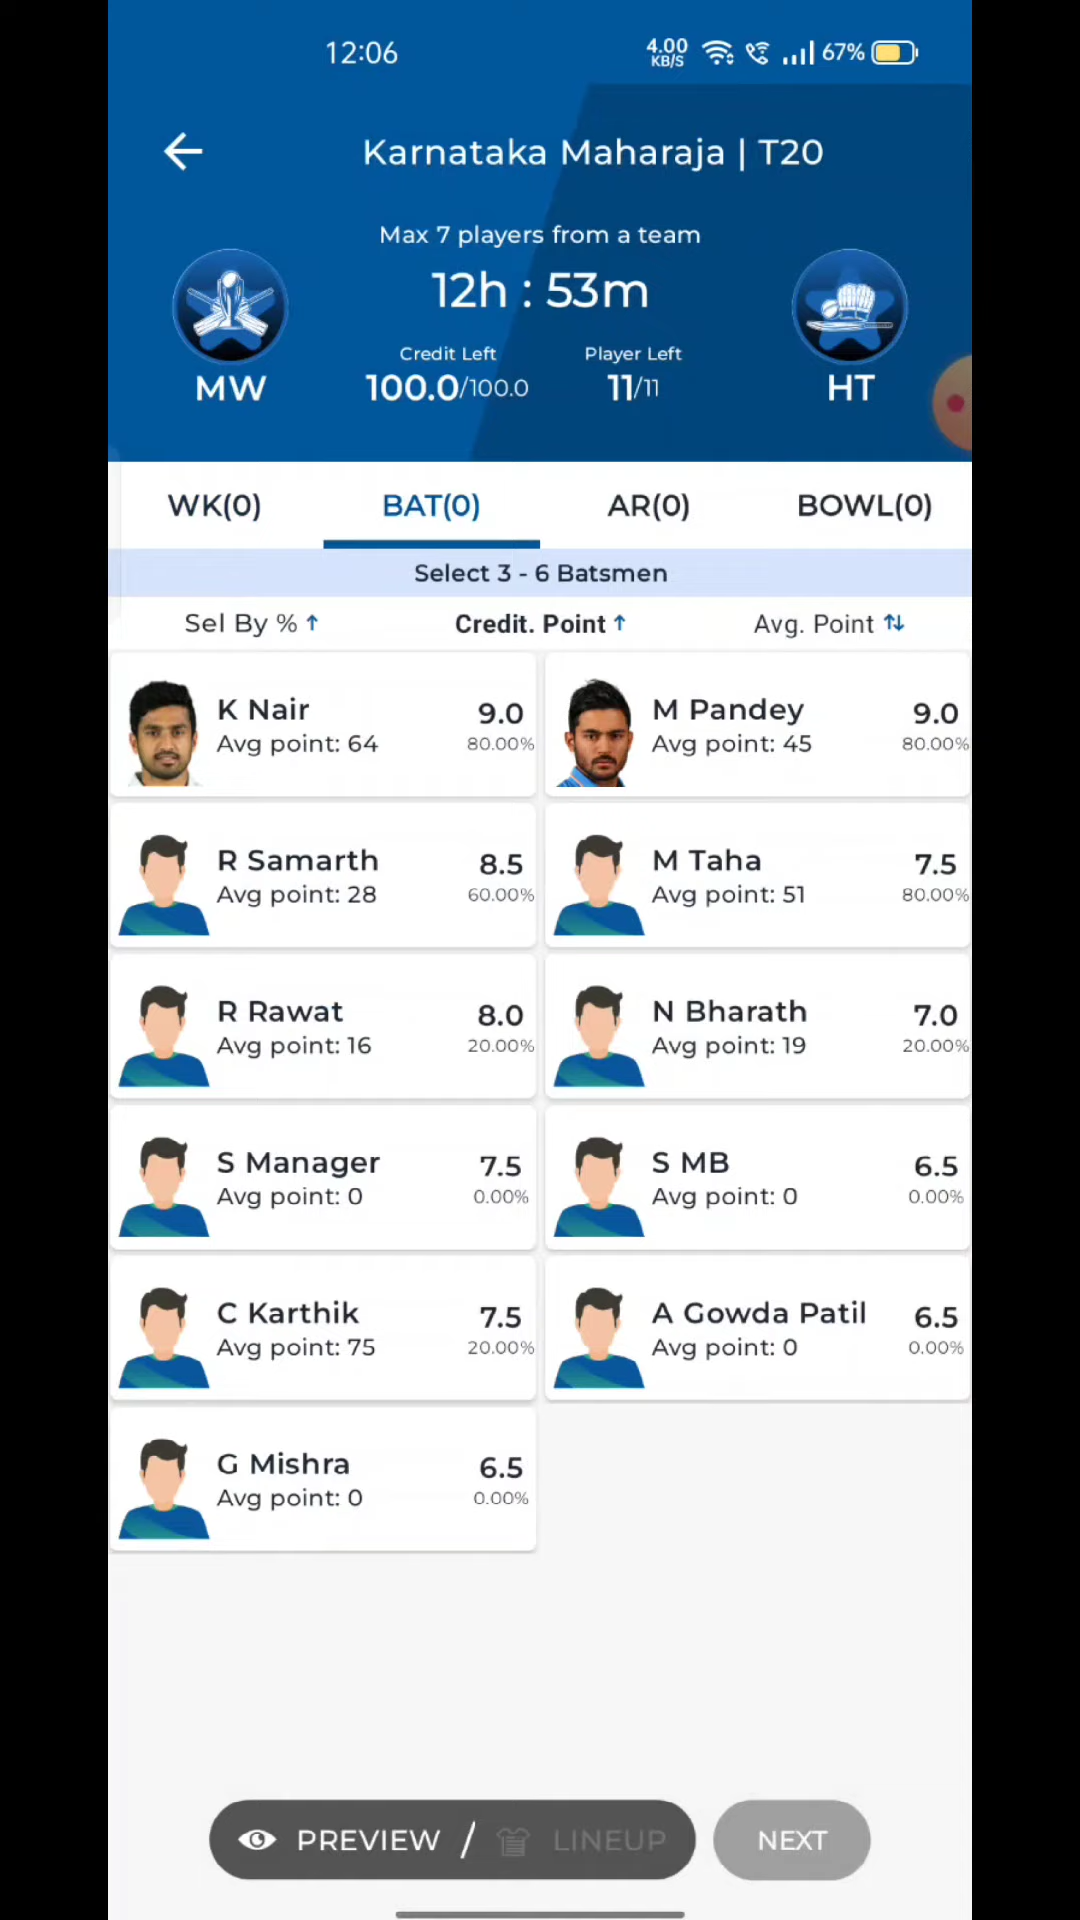 12:06
4.00
KB/S
67%
Karnataka Maharaja | T20
Max 7 players from a team
12h : 53m
Credit Left
Player Left
100.0/100.0
11/11
MW
HT
WK(0)
BAT(0)
AR(0)
BOWL(0)
Select 3 - 6 Batsmen
Sel By % ↑
Credit. Point ↑
Avg. Point ↑↓
K Nair
9.0
Avg point: 64
80.00%
M Pandey
9.0
Avg point: 45
80.00%
R Samarth
8.5
Avg point: 28
60.00%
M Taha
7.5
Avg point: 51
80.00%
R Rawat
8.0
Avg point: 16
20.00%
N Bharath
7.0
Avg point: 19
20.00%
S Manager
7.5
Avg point: 0
0.00%
S MB
6.5
Avg point: 0
0.00%
C Karthik
7.5
Avg point: 75
20.00%
A Gowda Patil
6.5
Avg point: 0
0.00%
G Mishra
6.5
Avg point: 0
0.00%
PREVIEW / LINEUP
NEXT